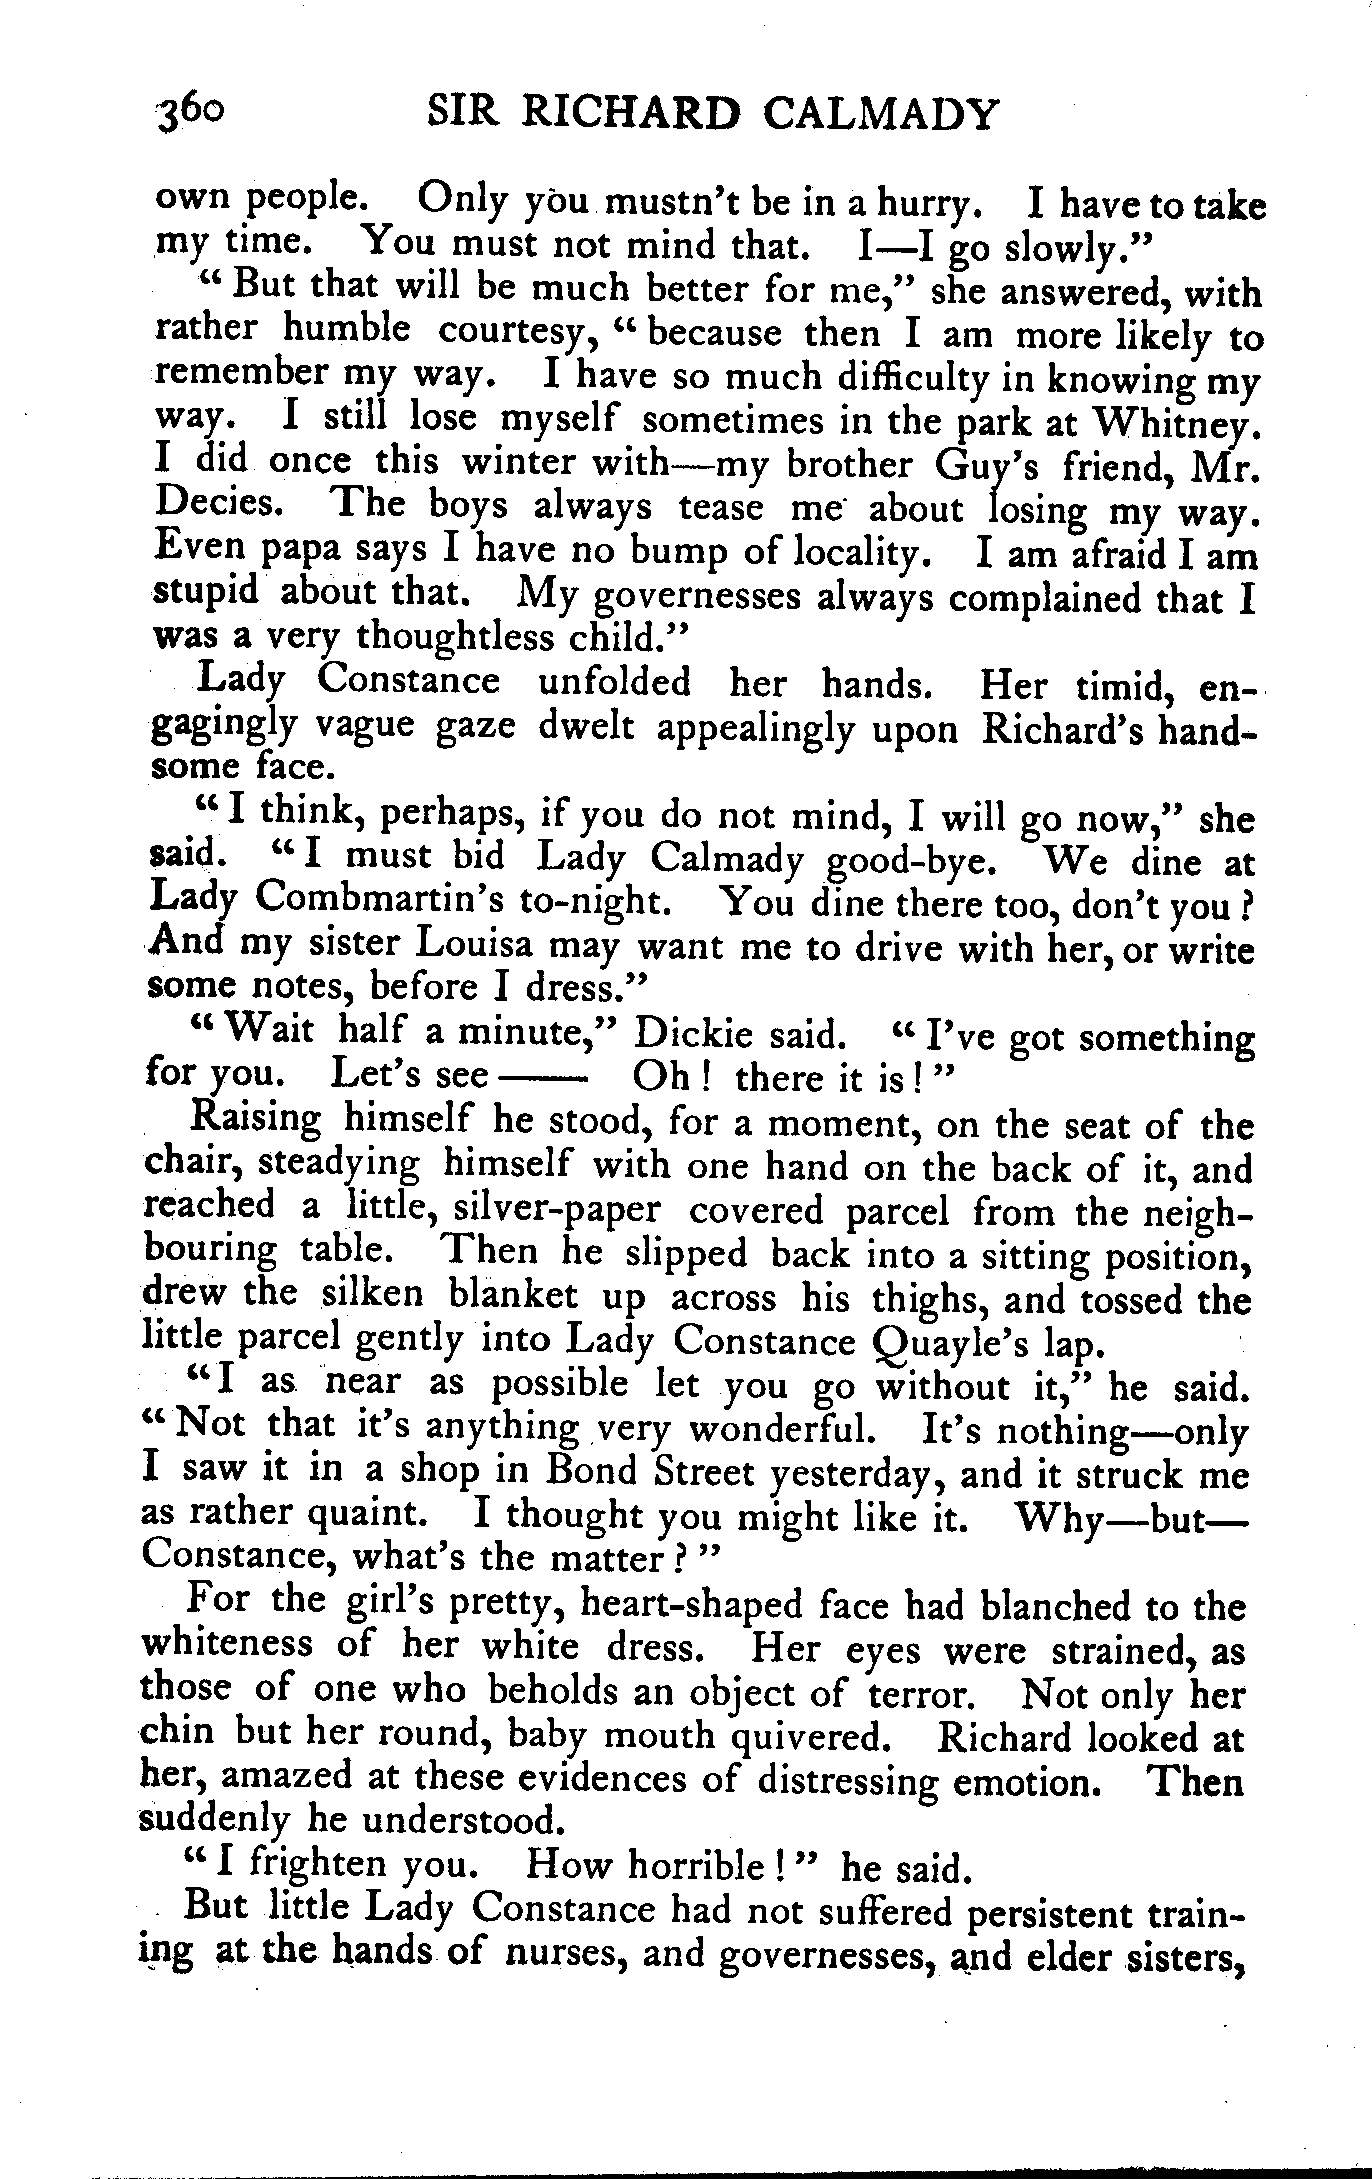 360 SIR RICHARD CALMADY
own people. Only you mustn't be in a hurry. I have to take
my time. You must not mind that. I—I go slowly."
"But that will be much better for me," she answered, with
rather humble courtesy, "because then I am more likely to
remember my way. I have so much difficulty in knowing my
way. I still lose myself sometimes in the park at Whitney.
I did once this winter with—my brother Guy's friend, Mr.
Decies. The boys always tease me about losing my way.
Even papa says I have no bump of locality. I am afraid I am
stupid about that. My governesses always complained that I
was a very thoughtless child."
Lady Constance unfolded her hands. Her timid, en-
gagingly vague gaze dwelt appealingly upon Richard's hand-
some face.
"I think, perhaps, if you do not mind, I will go now," she
said. "I must bid Lady Calmady good-bye. We dine at
Lady Combmartin's to-night. You dine there too, don't you?
And my sister Louisa may want me to drive with her, or write
some notes, before I dress."
"Wait half a minute," Dickie said. "I've got something
for you. Let's see —— Oh! there it is!"
Raising himself he stood, for a moment, on the seat of the
chair, steadying himself with one hand on the back of it, and
reached a little, silver-paper covered parcel from the neigh-
bouring table. Then he slipped back into a sitting position,
drew the silken blanket up across his thighs, and tossed the
little parcel gently into Lady Constance Quayle's lap.
"I as near as possible let you go without it," he said.
"Not that it's anything very wonderful. It's nothing—only
I saw it in a shop in Bond Street yesterday, and it struck me
as rather quaint. I thought you might like it. Why—but—
Constance, what's the matter?"
For the girl's pretty, heart-shaped face had blanched to the
whiteness of her white dress. Her eyes were strained, as
those of one who beholds an object of terror. Not only her
chin but her round, baby mouth quivered. Richard looked at
her, amazed at these evidences of distressing emotion. Then
suddenly he understood.
"I frighten you. How horrible!" he said.
But little Lady Constance had not suffered persistent train-
ing at the hands of nurses, and governesses, and elder sisters,